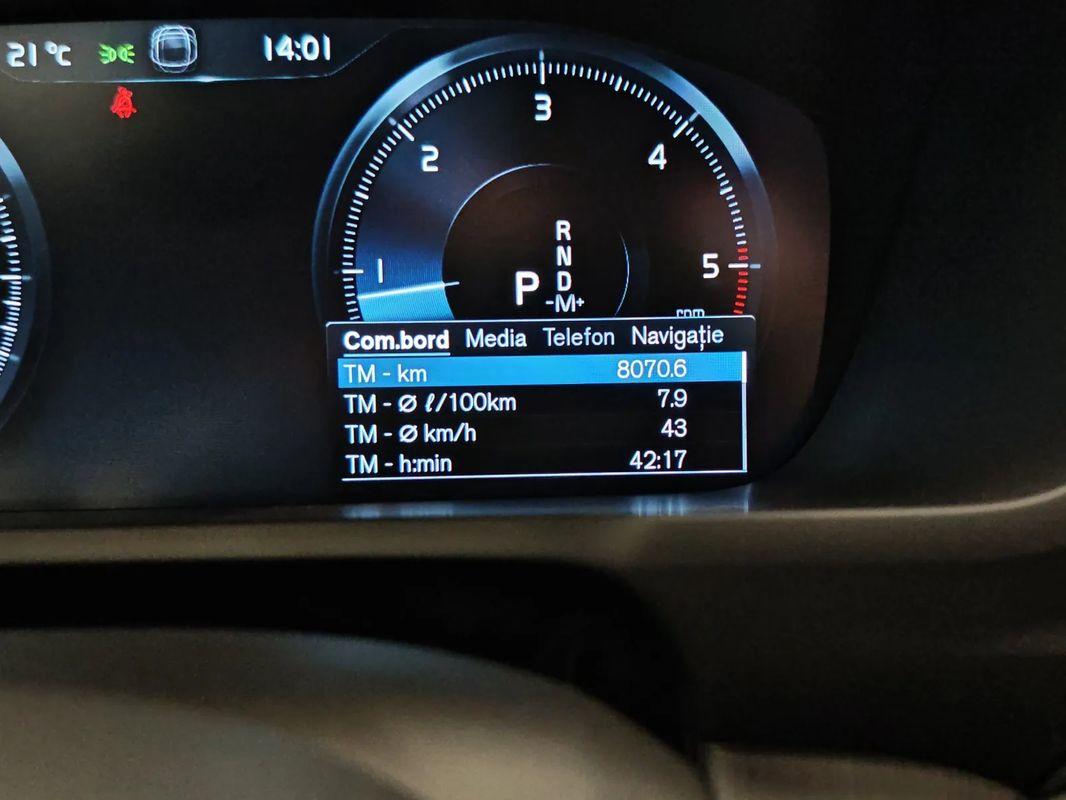 21 °C 14:01
3
2 4
R
N
1 P D 5
-M+
rpm
Com.bord Media Telefon Navigație
TM - km 8070.6
TM - Ø ℓ/100km 7.9
TM - Ø km/h 43
TM - h:min 42:17